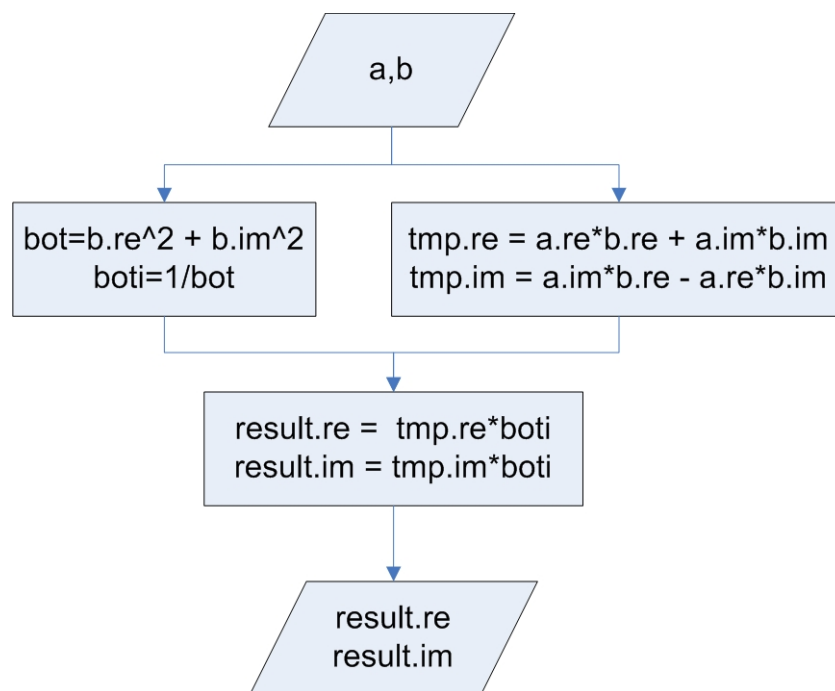 a,b
bot=b.re^2 + b.im^2
boti=1/bot
tmp.re = a.re*b.re + a.im*b.im
tmp.im = a.im*b.re - a.re*b.im
result.re =  tmp.re*boti
result.im = tmp.im*boti
result.re
result.im